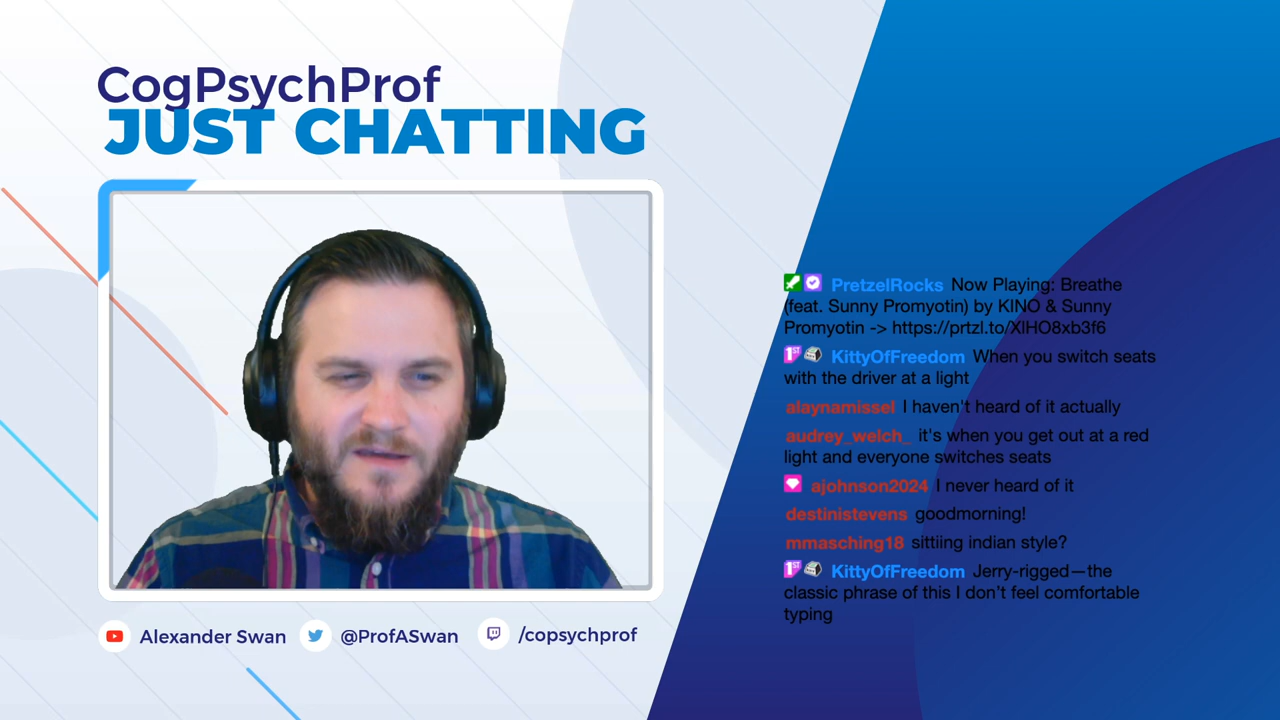 CogPsychProf
JUST CHATTING
Alexander Swan
@ProfASwan
/copsychprof
PretzelRocks Now Playing: Breathe
(feat. Sunny Promyotin) by KINO & Sunny
Promyotin -> https://prtzl.to/XlHO8xb3f6
1ST KittyOfFreedom When you switch seats
with the driver at a light
alaynamissel I haven't heard of it actually
audrey_welch_ it's when you get out at a red
light and everyone switches seats
ajohnson2024 I never heard of it
destinistevens goodmorning!
mmasching18 sittiing indian style?
1ST KittyOfFreedom Jerry-rigged—the
classic phrase of this I don't feel comfortable
typing